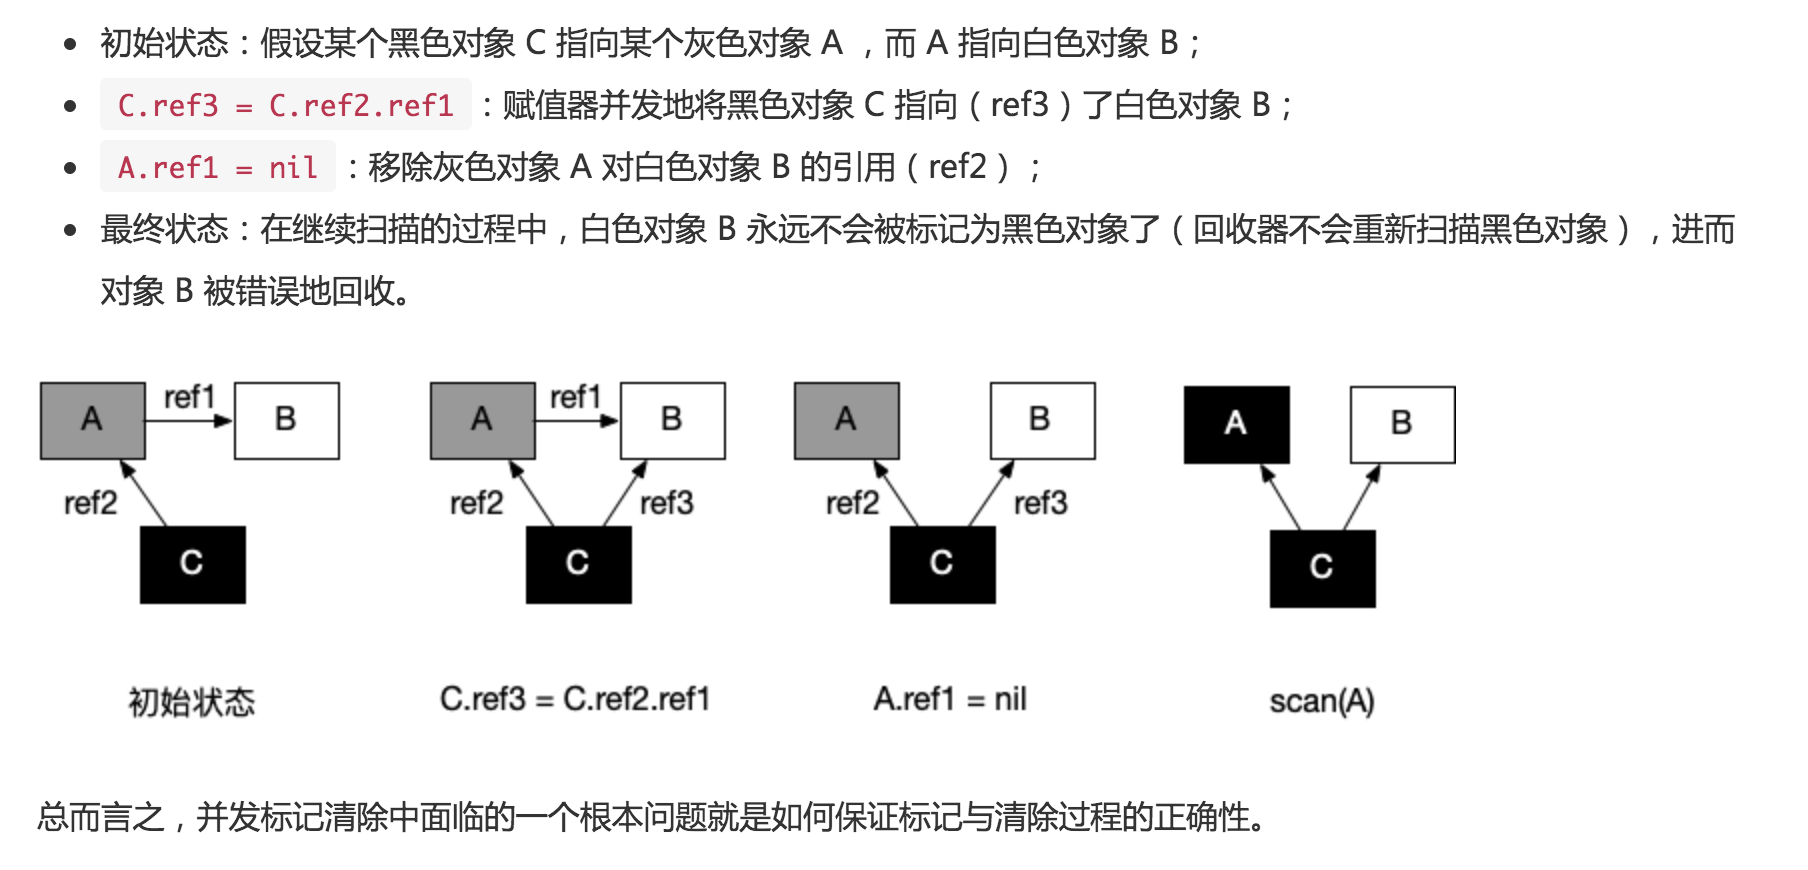 • 初始状态：假设某个黑色对象 C 指向某个灰色对象 A ，而 A 指向白色对象 B；
• C.ref3 = C.ref2.ref1 ：赋值器并发地将黑色对象 C 指向（ref3）了白色对象 B；
• A.ref1 = nil ：移除灰色对象 A 对白色对象 B 的引用（ref2）；
• 最终状态：在继续扫描的过程中，白色对象 B 永远不会被标记为黑色对象了（回收器不会重新扫描黑色对象），进而
对象 B 被错误地回收。
A ref1 B
ref2
C
初始状态
A ref1 B
ref2 ref3
C
C.ref3 = C.ref2.ref1
A B
ref2 ref3
C
A.ref1 = nil
A B
C
scan(A)
总而言之，并发标记清除中面临的一个根本问题就是如何保证标记与清除过程的正确性。